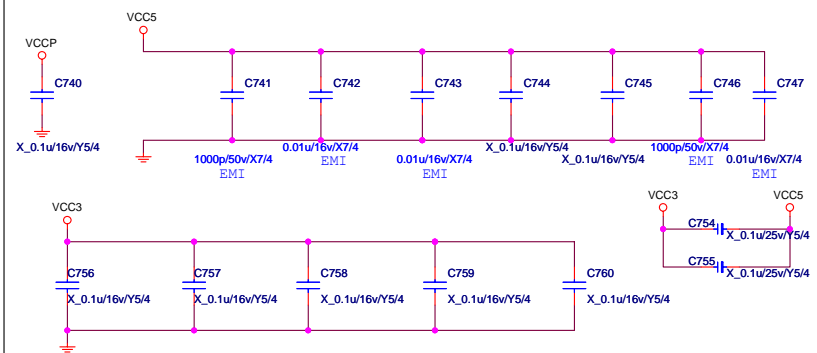 VCC5
VCCP
C740
X_0.1u/16v/Y5/4
C741
C742
C743
C744
C745
C746
C747
1000p/50v/X7/4
EMI
0.01u/16v/X7/4
EMI
0.01u/16v/X7/4
EMI
X_0.1u/16v/Y5/4
X_0.1u/16v/Y5/4
1000p/50v/X7/4
EMI
0.01u/16v/X7/4
EMI
VCC3
VCC5
C754
X_0.1u/25v/Y5/4
C755
X_0.1u/25v/Y5/4
VCC3
C756
X_0.1u/16v/Y5/4
C757
X_0.1u/16v/Y5/4
C758
X_0.1u/16v/Y5/4
C759
X_0.1u/16v/Y5/4
C760
X_0.1u/16v/Y5/4